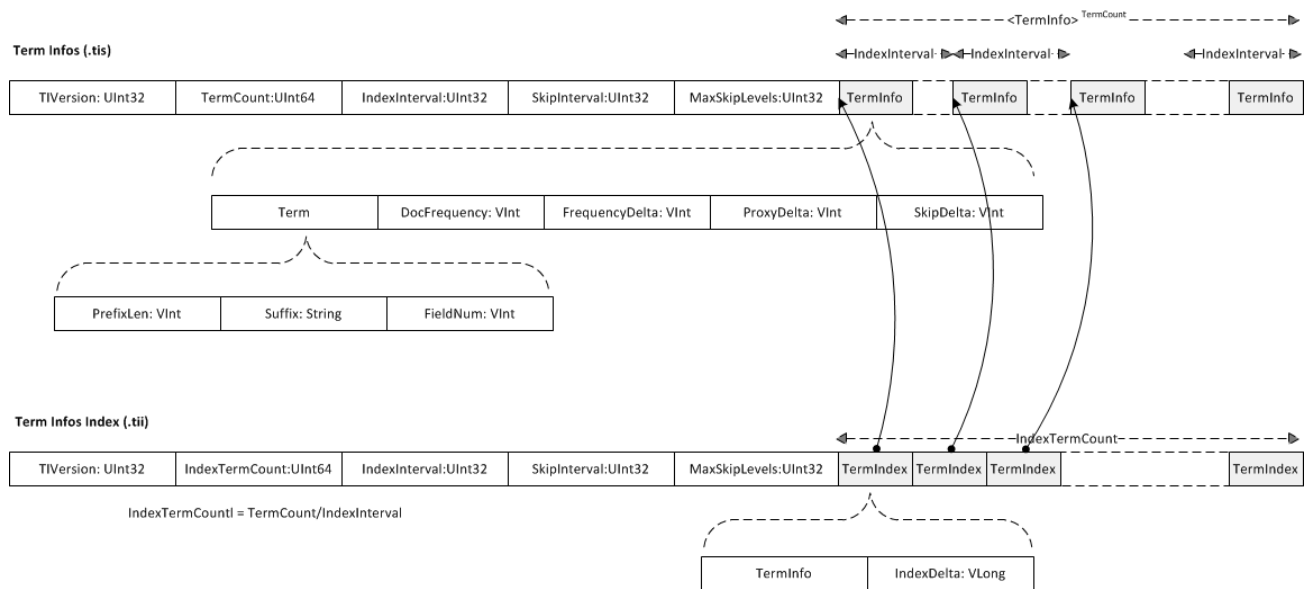 <TermInfo> TermCount
Term Infos (.tis)
IndexInterval IndexInterval IndexInterval
TIVersion: UInt32 TermCount:UInt64 IndexInterval:UInt32 SkipInterval:UInt32 MaxSkipLevels:UInt32 TermInfo TermInfo TermInfo TermInfo
Term DocFrequency: VInt FrequencyDelta: VInt ProxyDelta: VInt SkipDelta: VInt
PrefixLen: VInt Suffix: String FieldNum: VInt
Term Infos Index (.tii)
IndexTermCount
TIVersion: UInt32 IndexTermCount:UInt64 IndexInterval:UInt32 SkipInterval:UInt32 MaxSkipLevels:UInt32 TermIndex TermIndex TermIndex TermIndex
IndexTermCountl = TermCount/IndexInterval
TermInfo IndexDelta: VLong